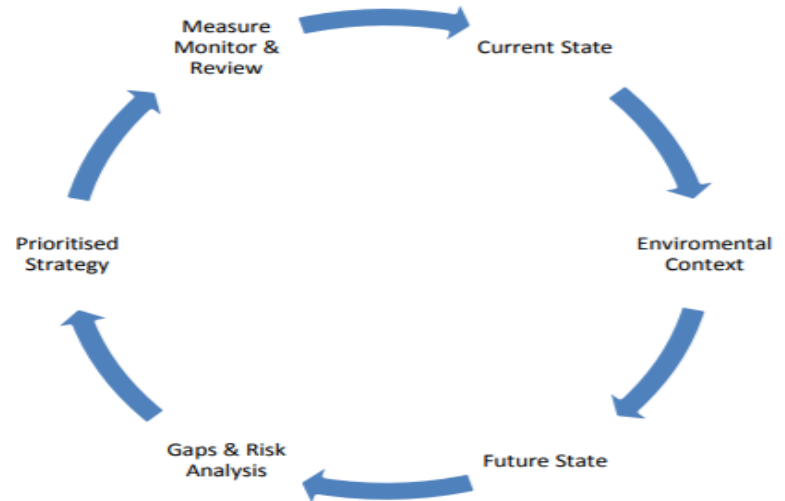 Measure
Monitor &
Review
Current State
Enviromental
Context
Future State
Gaps & Risk
Analysis
Prioritised
Strategy